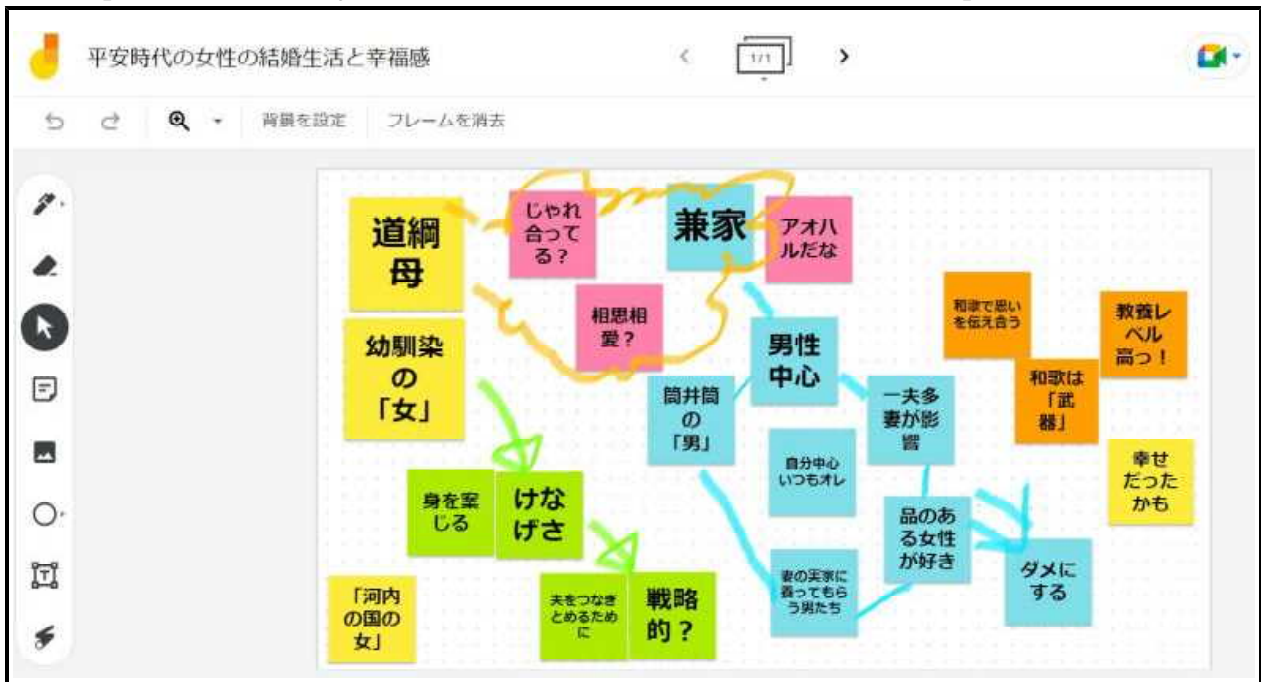 平安時代の女性の結婚生活と幸福感
1/1
背景を設定
フレームを消去
道綱
母
じゃれ
合って
る？
兼家
アオハ
ルだな
相思相
愛？
幼馴染
の
「女」
男性
中心
筒井筒
の
「男」
一夫多
妻が影
響
自分中心
いつもオレ
和歌で思い
を伝え合う
教養レ
ベル
高っ！
和歌は
「武
器」
幸せ
だった
かも
身を案
じる
けな
げさ
品のあ
る女性
が好き
ダメに
する
「河内
の国の
女」
夫をつなぎ
とめるため
に
戦略
的？
妻の実家に
養ってもら
う男たち